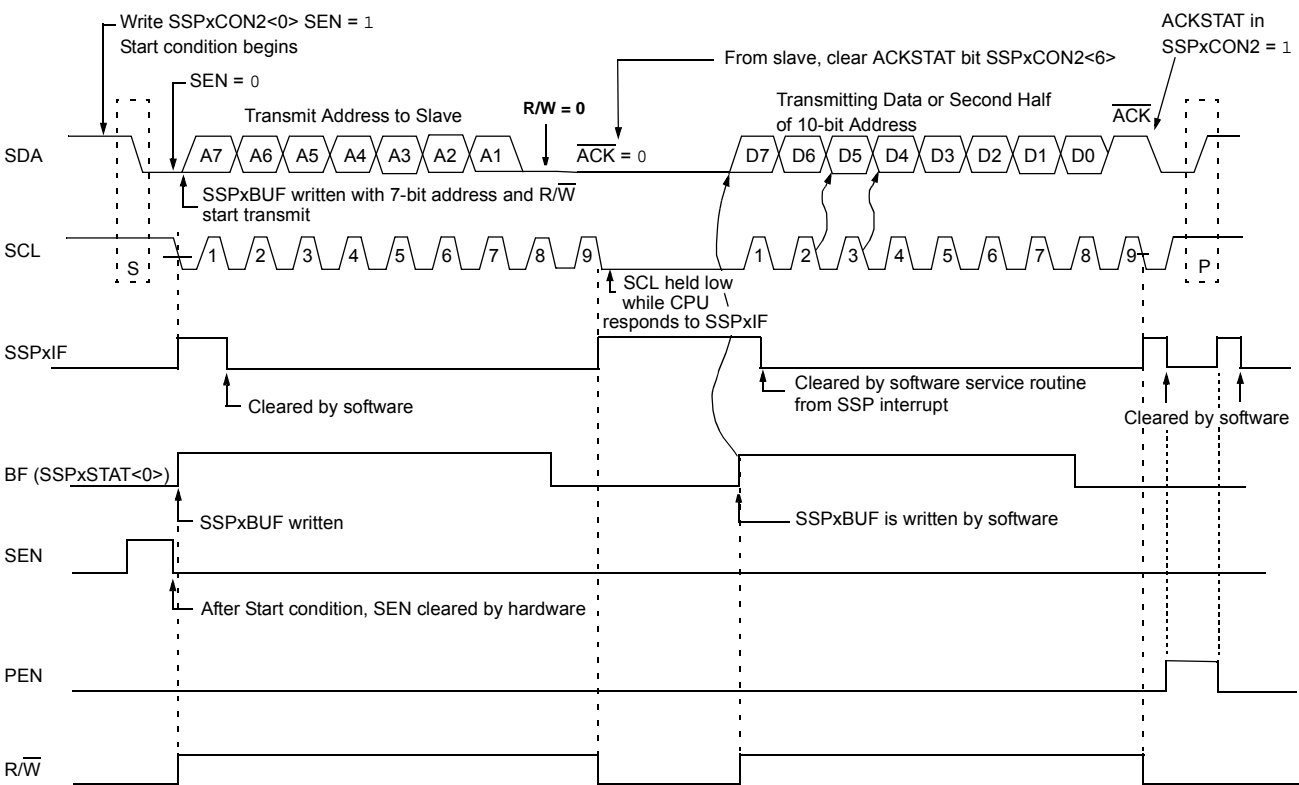 Write SSPxCON2<0> SEN = 1
Start condition begins
ACKSTAT in
SSPxCON2 = 1
From slave, clear ACKSTAT bit SSPxCON2<6>
SEN = 0
Transmit Address to Slave
R/W = 0
Transmitting Data or Second Half
of 10-bit Address
ACK
SDA
A7 A6 A5 A4 A3 A2 A1
ACK = 0
D7 D6 D5 D4 D3 D2 D1 D0
SSPxBUF written with 7-bit address and R/W
start transmit
SCL
S
1 2 3 4 5 6 7 8 9
1 2 3 4 5 6 7 8 9
P
SCL held low
while CPU
responds to SSPxIF
SSPxIF
Cleared by software
Cleared by software service routine
from SSP interrupt
Cleared by software
BF (SSPxSTAT<0>)
SSPxBUF written
SSPxBUF is written by software
SEN
After Start condition, SEN cleared by hardware
PEN
R/W